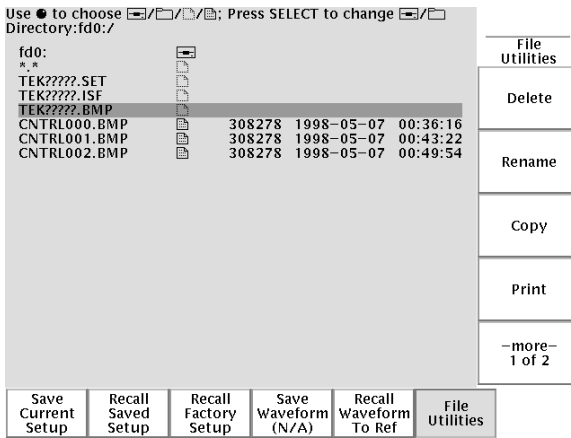 Use to choose / / / ; Press SELECT to change /
Directory:fd0:/
fd0:
*.*
TEK?????.SET
TEK?????.ISF
TEK?????.BMP
CNTRL000.BMP 308278 1998-05-07 00:36:16
CNTRL001.BMP 308278 1998-05-07 00:43:22
CNTRL002.BMP 308278 1998-05-07 00:49:54
File
Utilities
Delete
Rename
Copy
Print
-more-
1 of 2
Save
Current
Setup
Recall
Saved
Setup
Recall
Factory
Setup
Save
Waveform
(N/A)
Recall
Waveform
To Ref
File
Utilities